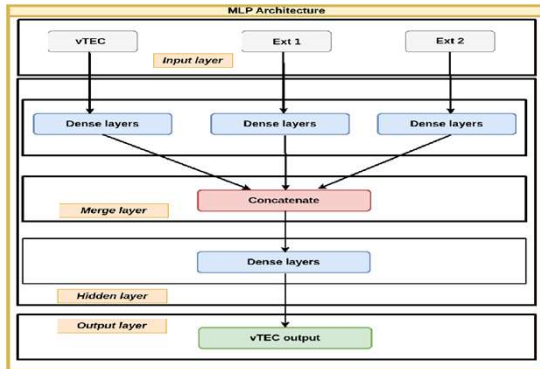 MLP Architecture
vTEC
Ext 1
Ext 2
Input layer
Dense layers
Dense layers
Dense layers
Concatenate
Merge layer
Dense layers
Hidden layer
Output layer
vTEC output